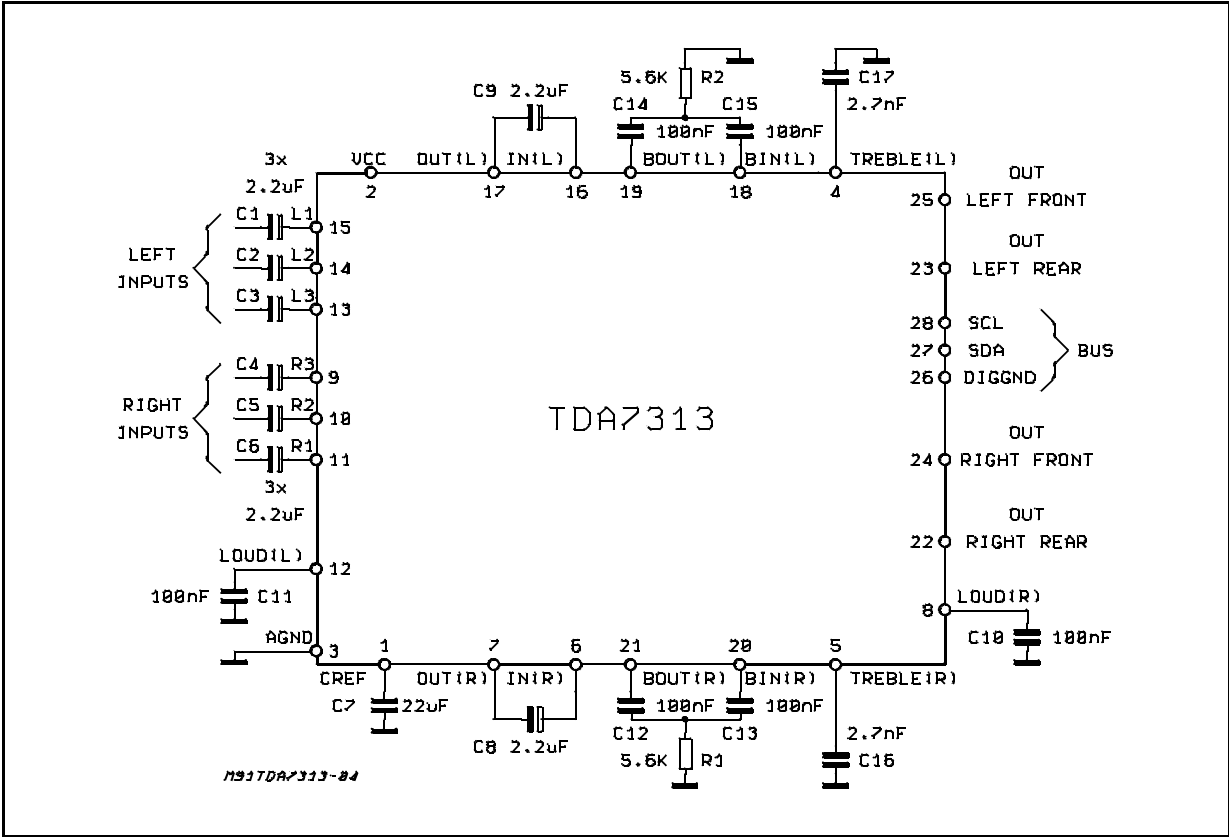 5.6K R2 C17
C9 2.2uF C14 C15 2.7nF
100nF 100nF
3x VCC OUT(L) IN(L) BOUT(L) BIN(L) TREBLE(L)
2.2uF 2 17 16 19 18 4 OUT
25 LEFT FRONT
C1 L1 15
LEFT C2 L2 14 OUT
INPUTS 23 LEFT REAR
C3 L3 13
28 SCL
27 SDA BUS
C4 R3 9 26 DIGGND
RIGHT C5 R2 10 TDA7313
INPUTS OUT
C6 R1 11 24 RIGHT FRONT
3x
2.2uF OUT
22 RIGHT REAR
LOUD(L) 12
100nF C11 8 LOUD(R)
AGND 3 1 7 6 21 20 5 C10 100nF
CREF OUT(R) IN(R) BOUT(R) BIN(R) TREBLE(R)
C7 22uF 100nF 100nF
C8 2.2uF C12 C13 2.7nF
5.6K R1 C16
M91TDA7313-04